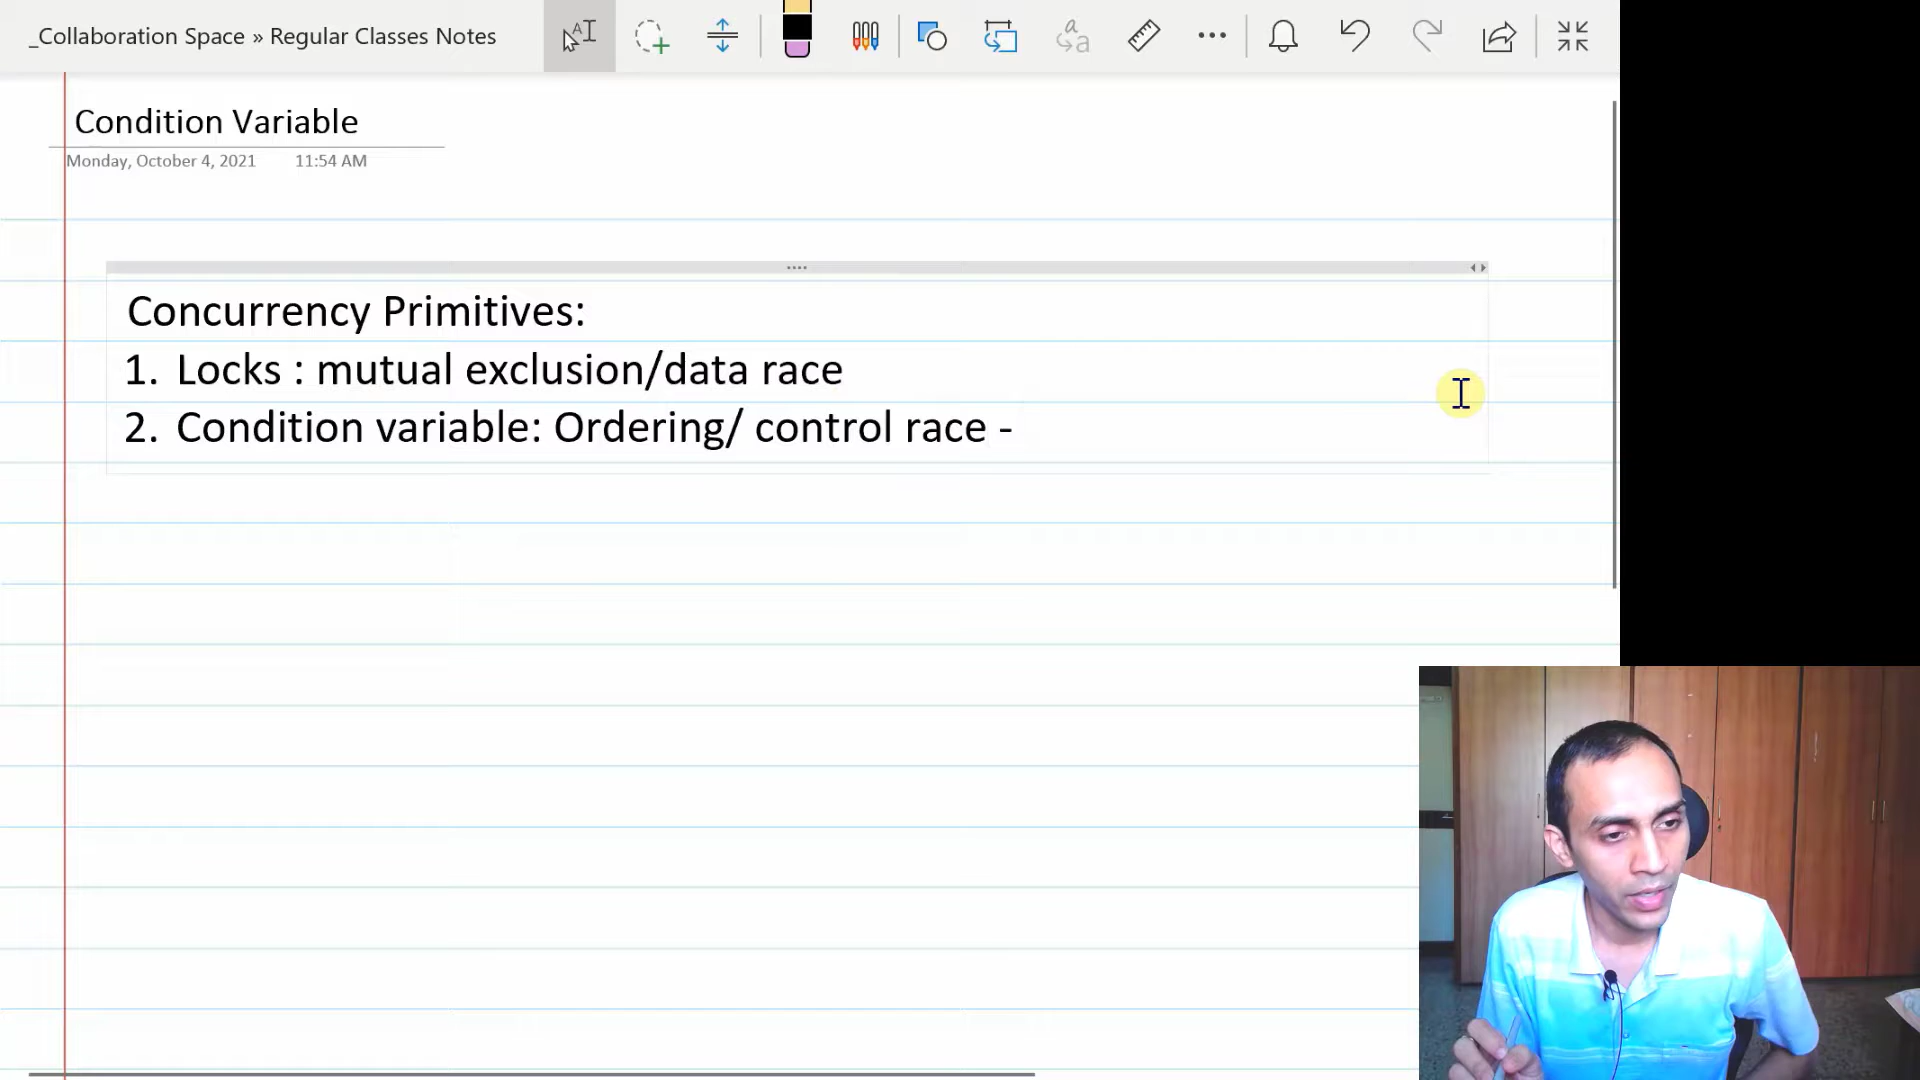 _Collaboration Space » Regular Classes Notes
Condition Variable
Monday, October 4, 2021 11:54 AM
Concurrency Primitives:
1. Locks : mutual exclusion/data race
2. Condition variable: Ordering/ control race -